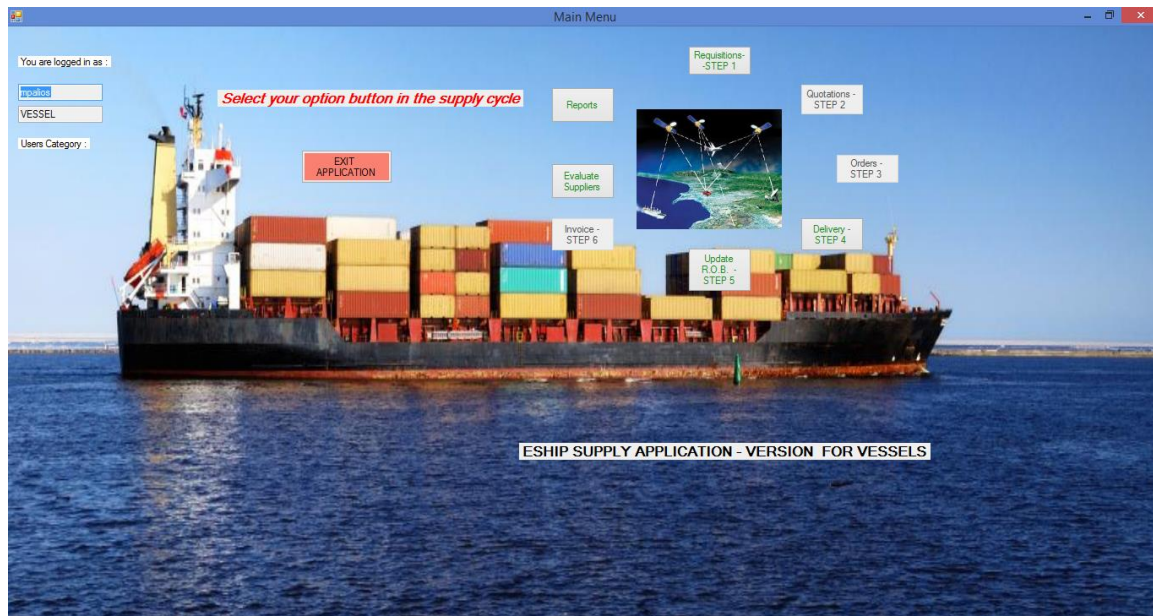 Main Menu
You are logged in as :
mpalios
VESSEL
Users Category :
Select your option button in the supply cycle
EXIT
APPLICATION
Requisitions-
-STEP 1
Reports
Quotations -
STEP 2
Orders -
STEP 3
Evaluate
Suppliers
Invoice -
STEP 6
Delivery -
STEP 4
Update
R.O.B. -
STEP 5
ESHIP SUPPLY APPLICATION - VERSION FOR VESSELS